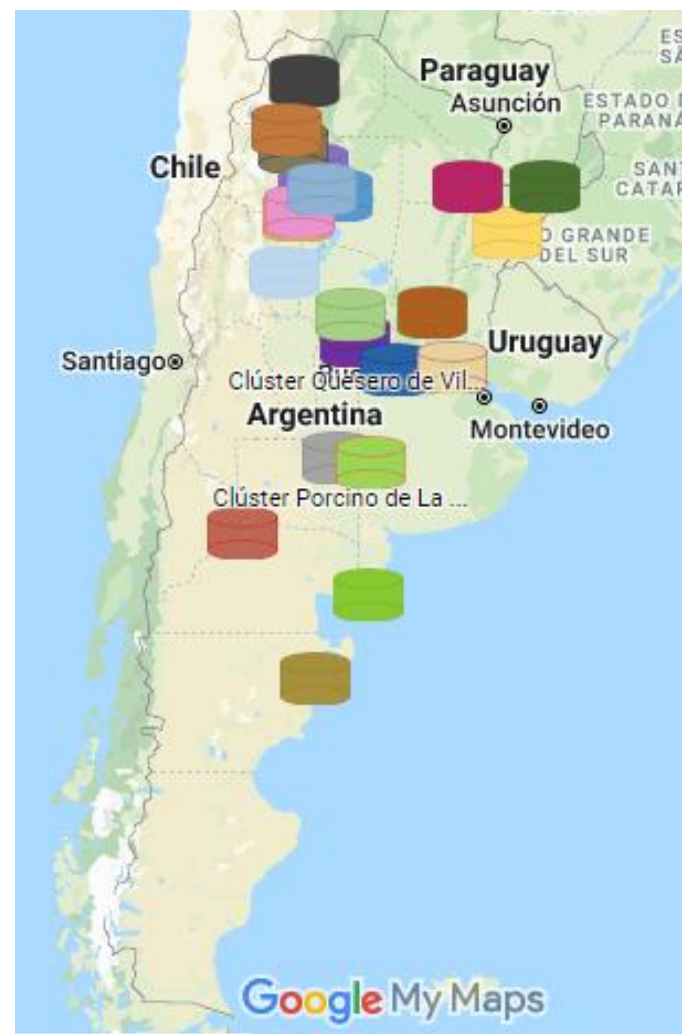 Paraguay
Asunción
ESTADO
PARANÁ
Chile
SAN
CATAR
GRANDE
DEL SUR
Uruguay
Santiago
Clúster Quesero de Vil...
Argentina
Montevideo
Clúster Porcino de La ...
Google My Maps